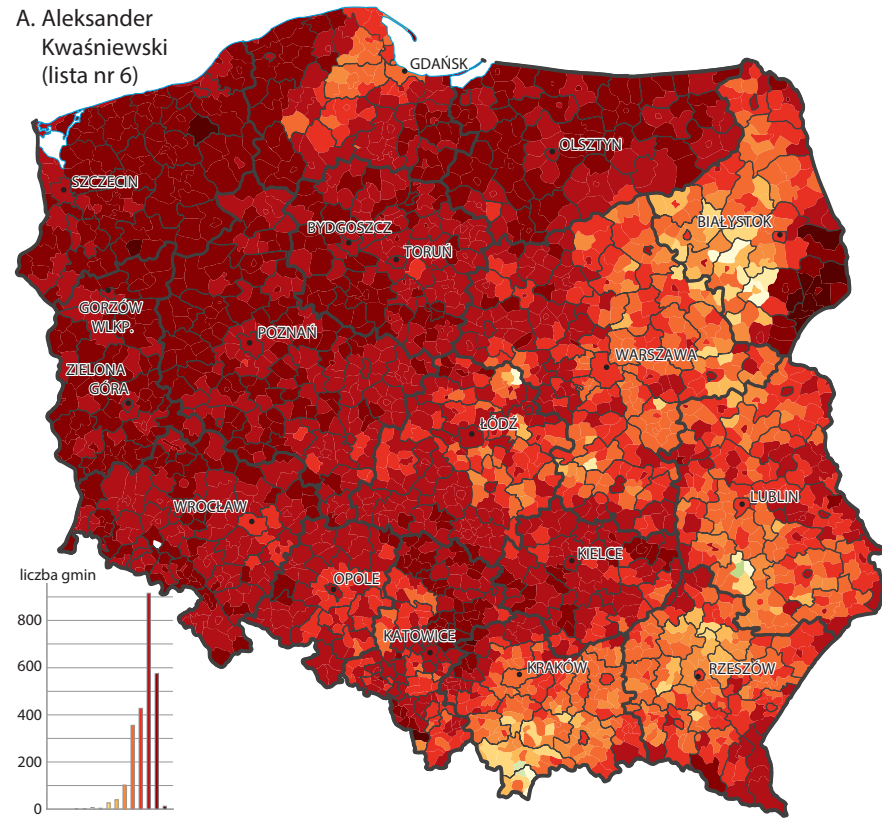 A. Aleksander
Kwaśniewski
(lista nr 6)
GDAŃSK
OLSZTYN
SZCZECIN
BIAŁYSTOK
BYDGOSZCZ
TORUŃ
GORZÓW
WLKP.
POZNAŃ
WARSZAWA
ZIELONA
GÓRA
ŁÓDŹ
LUBLIN
WROCŁAW
KIELCE
OPOLE
KATOWICE
KRAKÓW
RZESZÓW
liczba gmin
800
600
400
200
0